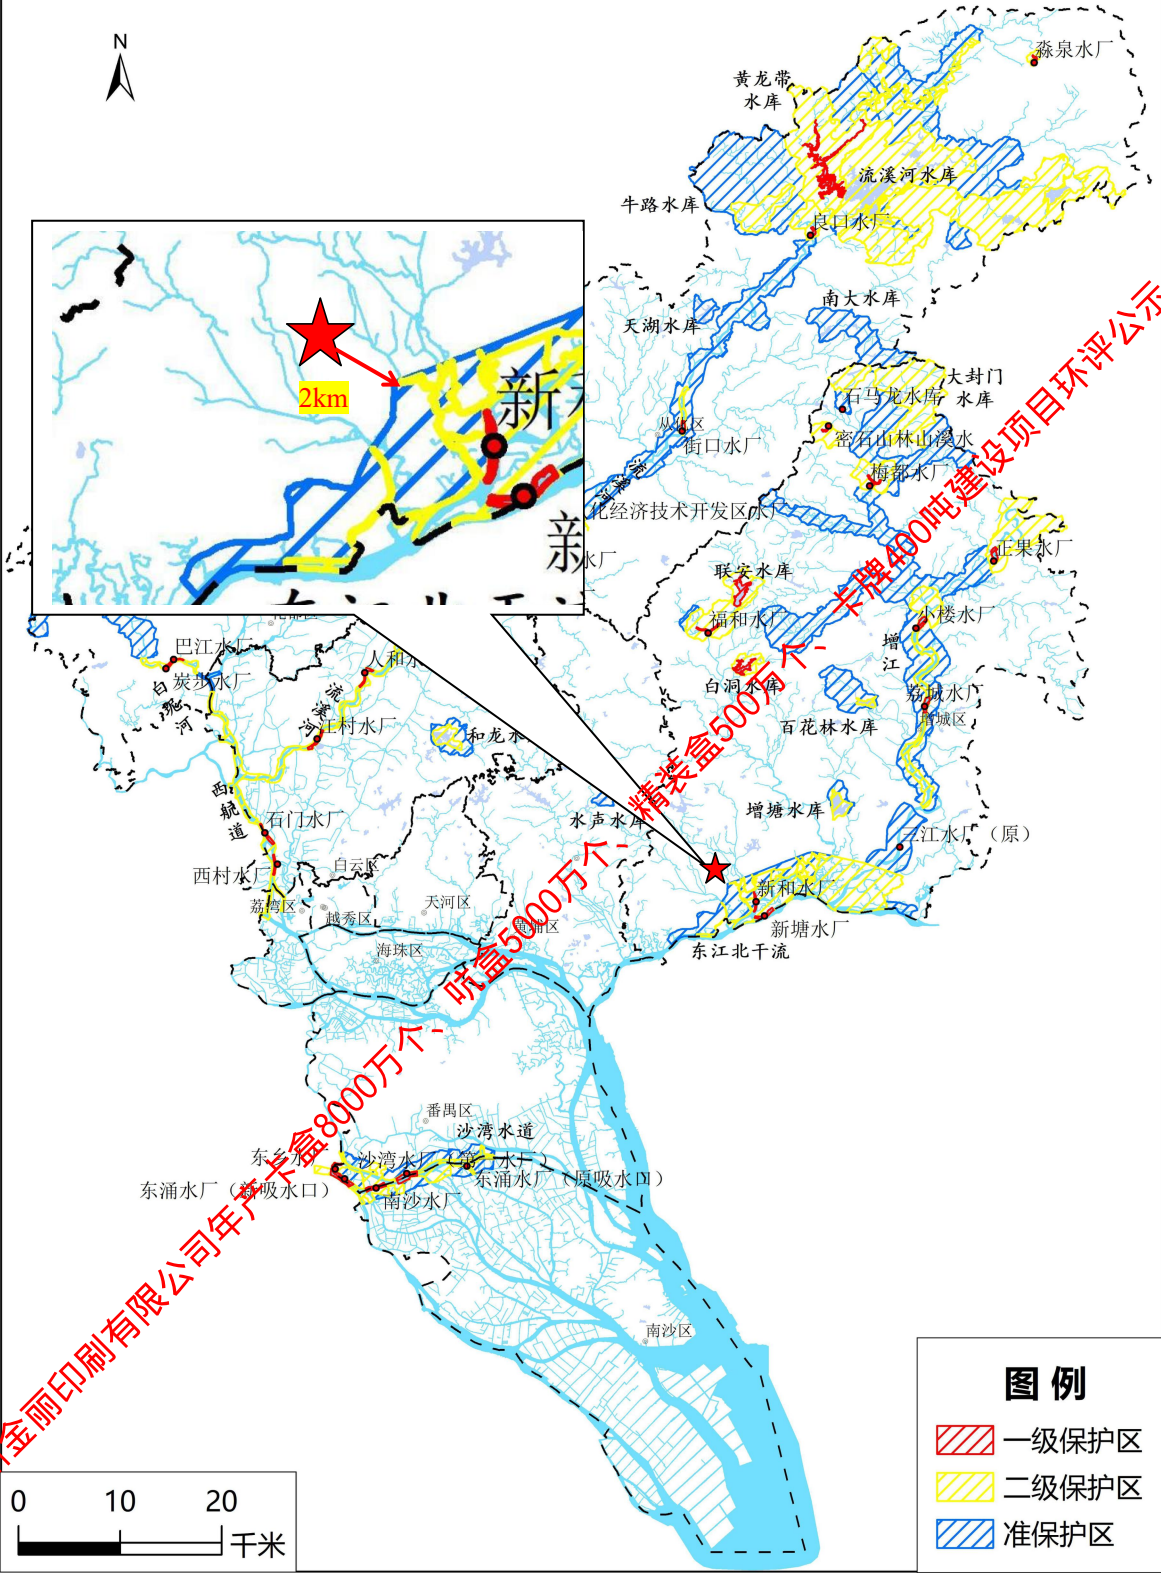 N
淼泉水厂
黄龙带
水库
流溪河水库
牛路水库
良口水厂
南大水库
天湖水库
大封门
水库
石马龙水库
从化区
街口水厂
密石山林山溪水
梅都水厂
流溪河
化经济技术开发区水厂
正果水厂
水厂
联安水库
福和水厂
小楼水厂
增江
白洞水库
荔城水厂
增城区
百花林水库
2km
新
新
巴江水厂
炭步水厂
白坭河
人和水
流溪河
江村水厂
和龙水
西航道
石门水厂
水声水库
增塘水库
三江水厂（原）
西村水厂
白云区
荔湾区
越秀区
天河区
黄埔区
海珠区
新和水厂
新塘水厂
东江北干流
番禺区
沙湾水道
东乡水厂
沙湾水厂（第一水厂）
东涌水厂（新吸水口）
南沙水厂
东涌水厂（原吸水口）
南沙区
金丽印刷有限公司年产卡盒8000万个、吭盒5000万个、精装盒500万个、卡牌400吨建设项目环评公示
图 例
一级保护区
二级保护区
准保护区
0 10 20
千米